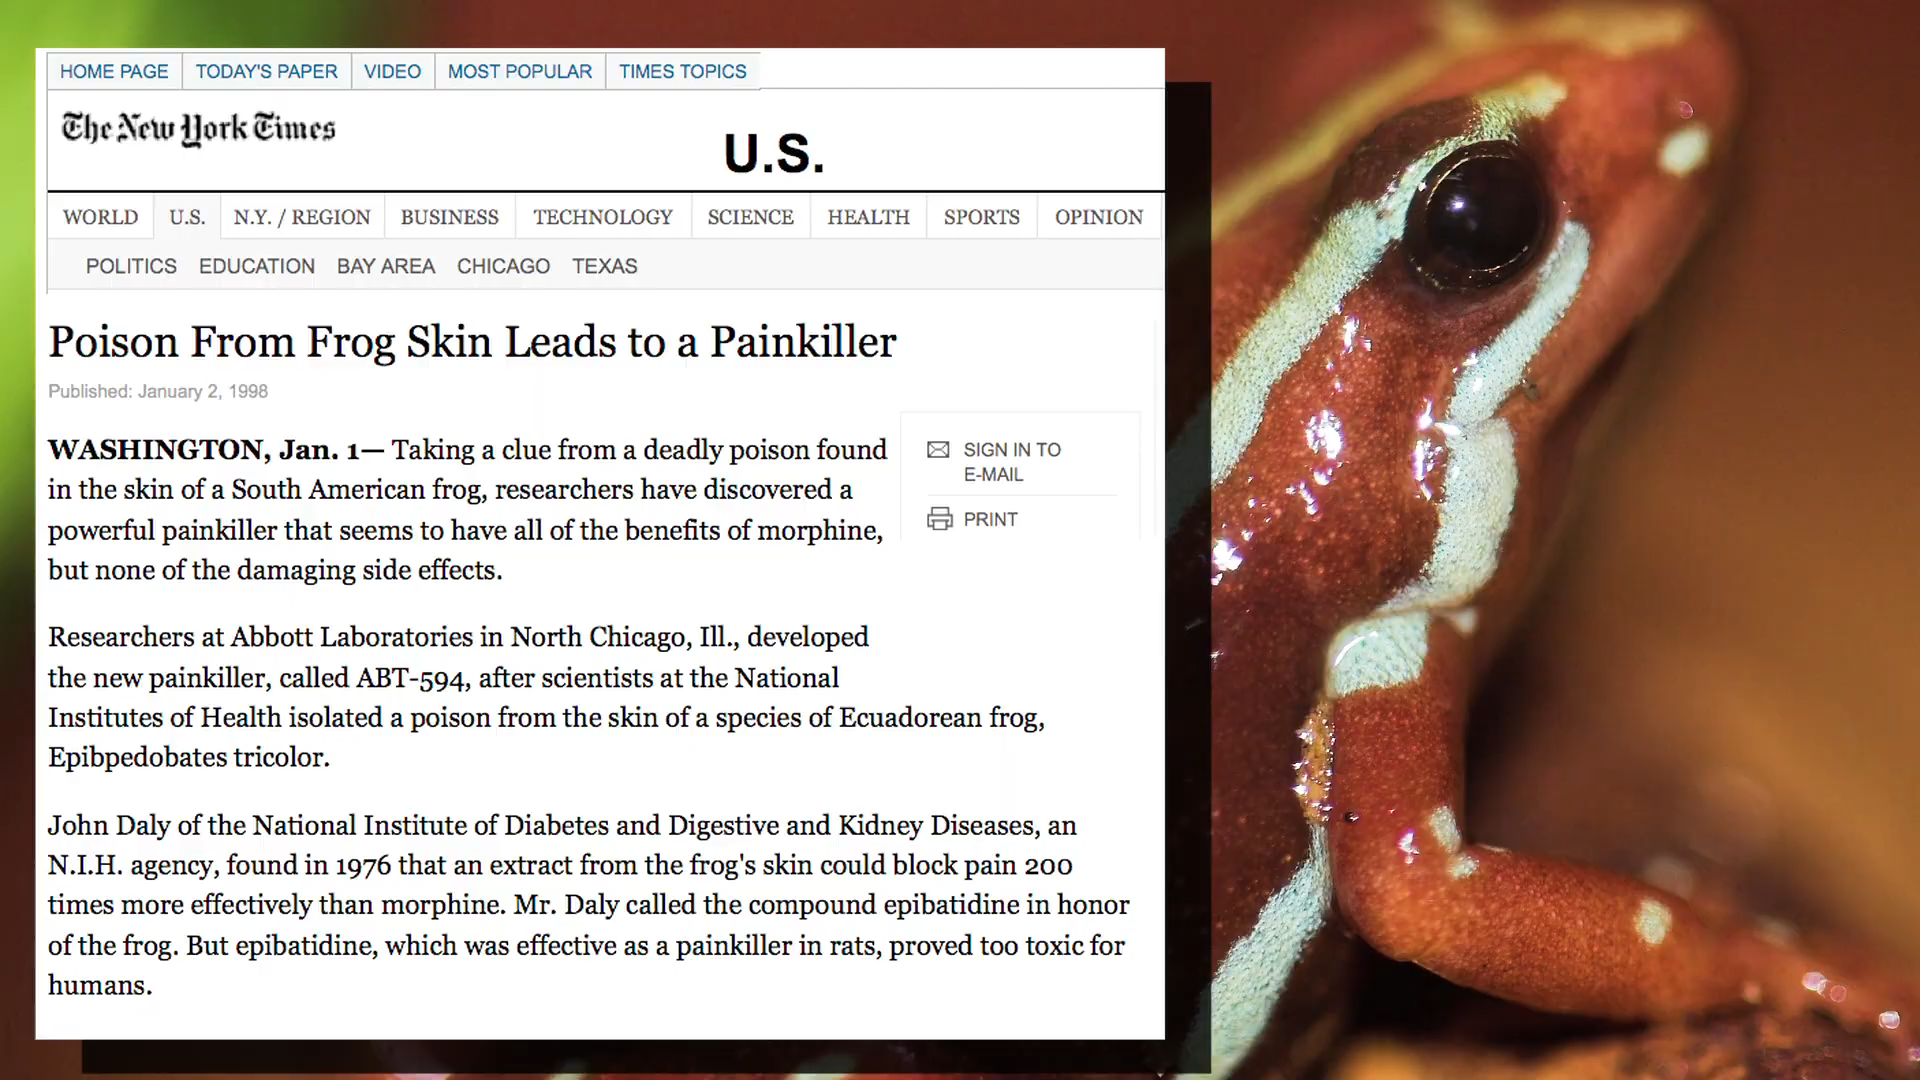 HOME PAGE TODAY'S PAPER VIDEO MOST POPULAR TIMES TOPICS
The New York Times
U.S.
WORLD U.S. N.Y. / REGION BUSINESS TECHNOLOGY SCIENCE HEALTH SPORTS OPINION
POLITICS EDUCATION BAY AREA CHICAGO TEXAS
Poison From Frog Skin Leads to a Painkiller
Published: January 2, 1998
WASHINGTON, Jan. 1— Taking a clue from a deadly poison found
in the skin of a South American frog, researchers have discovered a
powerful painkiller that seems to have all of the benefits of morphine,
but none of the damaging side effects.
SIGN IN TO
E-MAIL
PRINT
Researchers at Abbott Laboratories in North Chicago, Ill., developed
the new painkiller, called ABT-594, after scientists at the National
Institutes of Health isolated a poison from the skin of a species of Ecuadorean frog,
Epibpedobates tricolor.
John Daly of the National Institute of Diabetes and Digestive and Kidney Diseases, an
N.I.H. agency, found in 1976 that an extract from the frog's skin could block pain 200
times more effectively than morphine. Mr. Daly called the compound epibatidine in honor
of the frog. But epibatidine, which was effective as a painkiller in rats, proved too toxic for
humans.